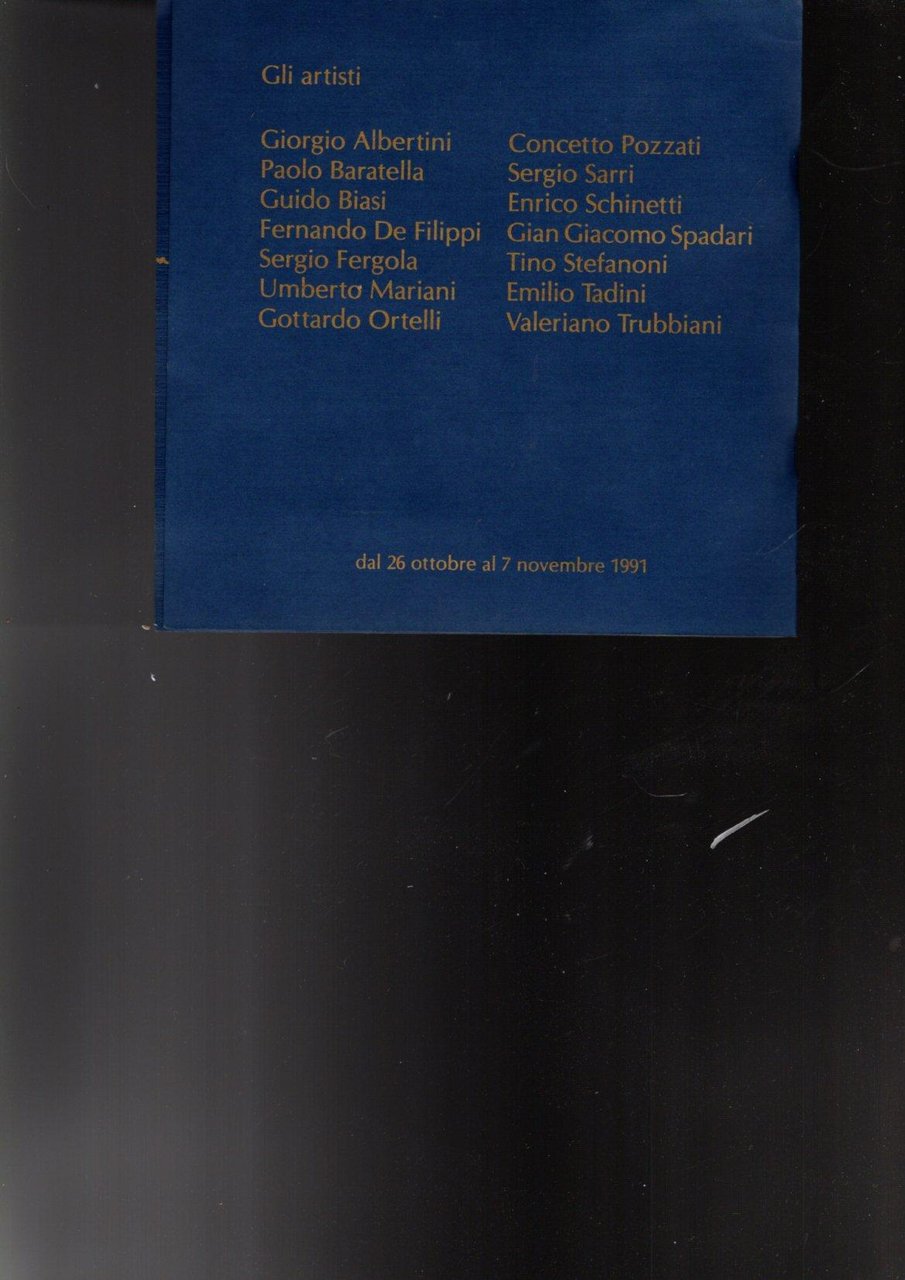 Gli artisti
Giorgio Albertini
Paolo Baratella
Guido Biasi
Fernando De Filippi
Sergio Fergola
Umberto Mariani
Gottardo Ortelli
Concetto Pozzati
Sergio Sarri
Enrico Schinetti
Gian Giacomo Spadari
Tino Stefanoni
Emilio Tadini
Valeriano Trubbiani
dal 26 ottobre al 7 novembre 1991